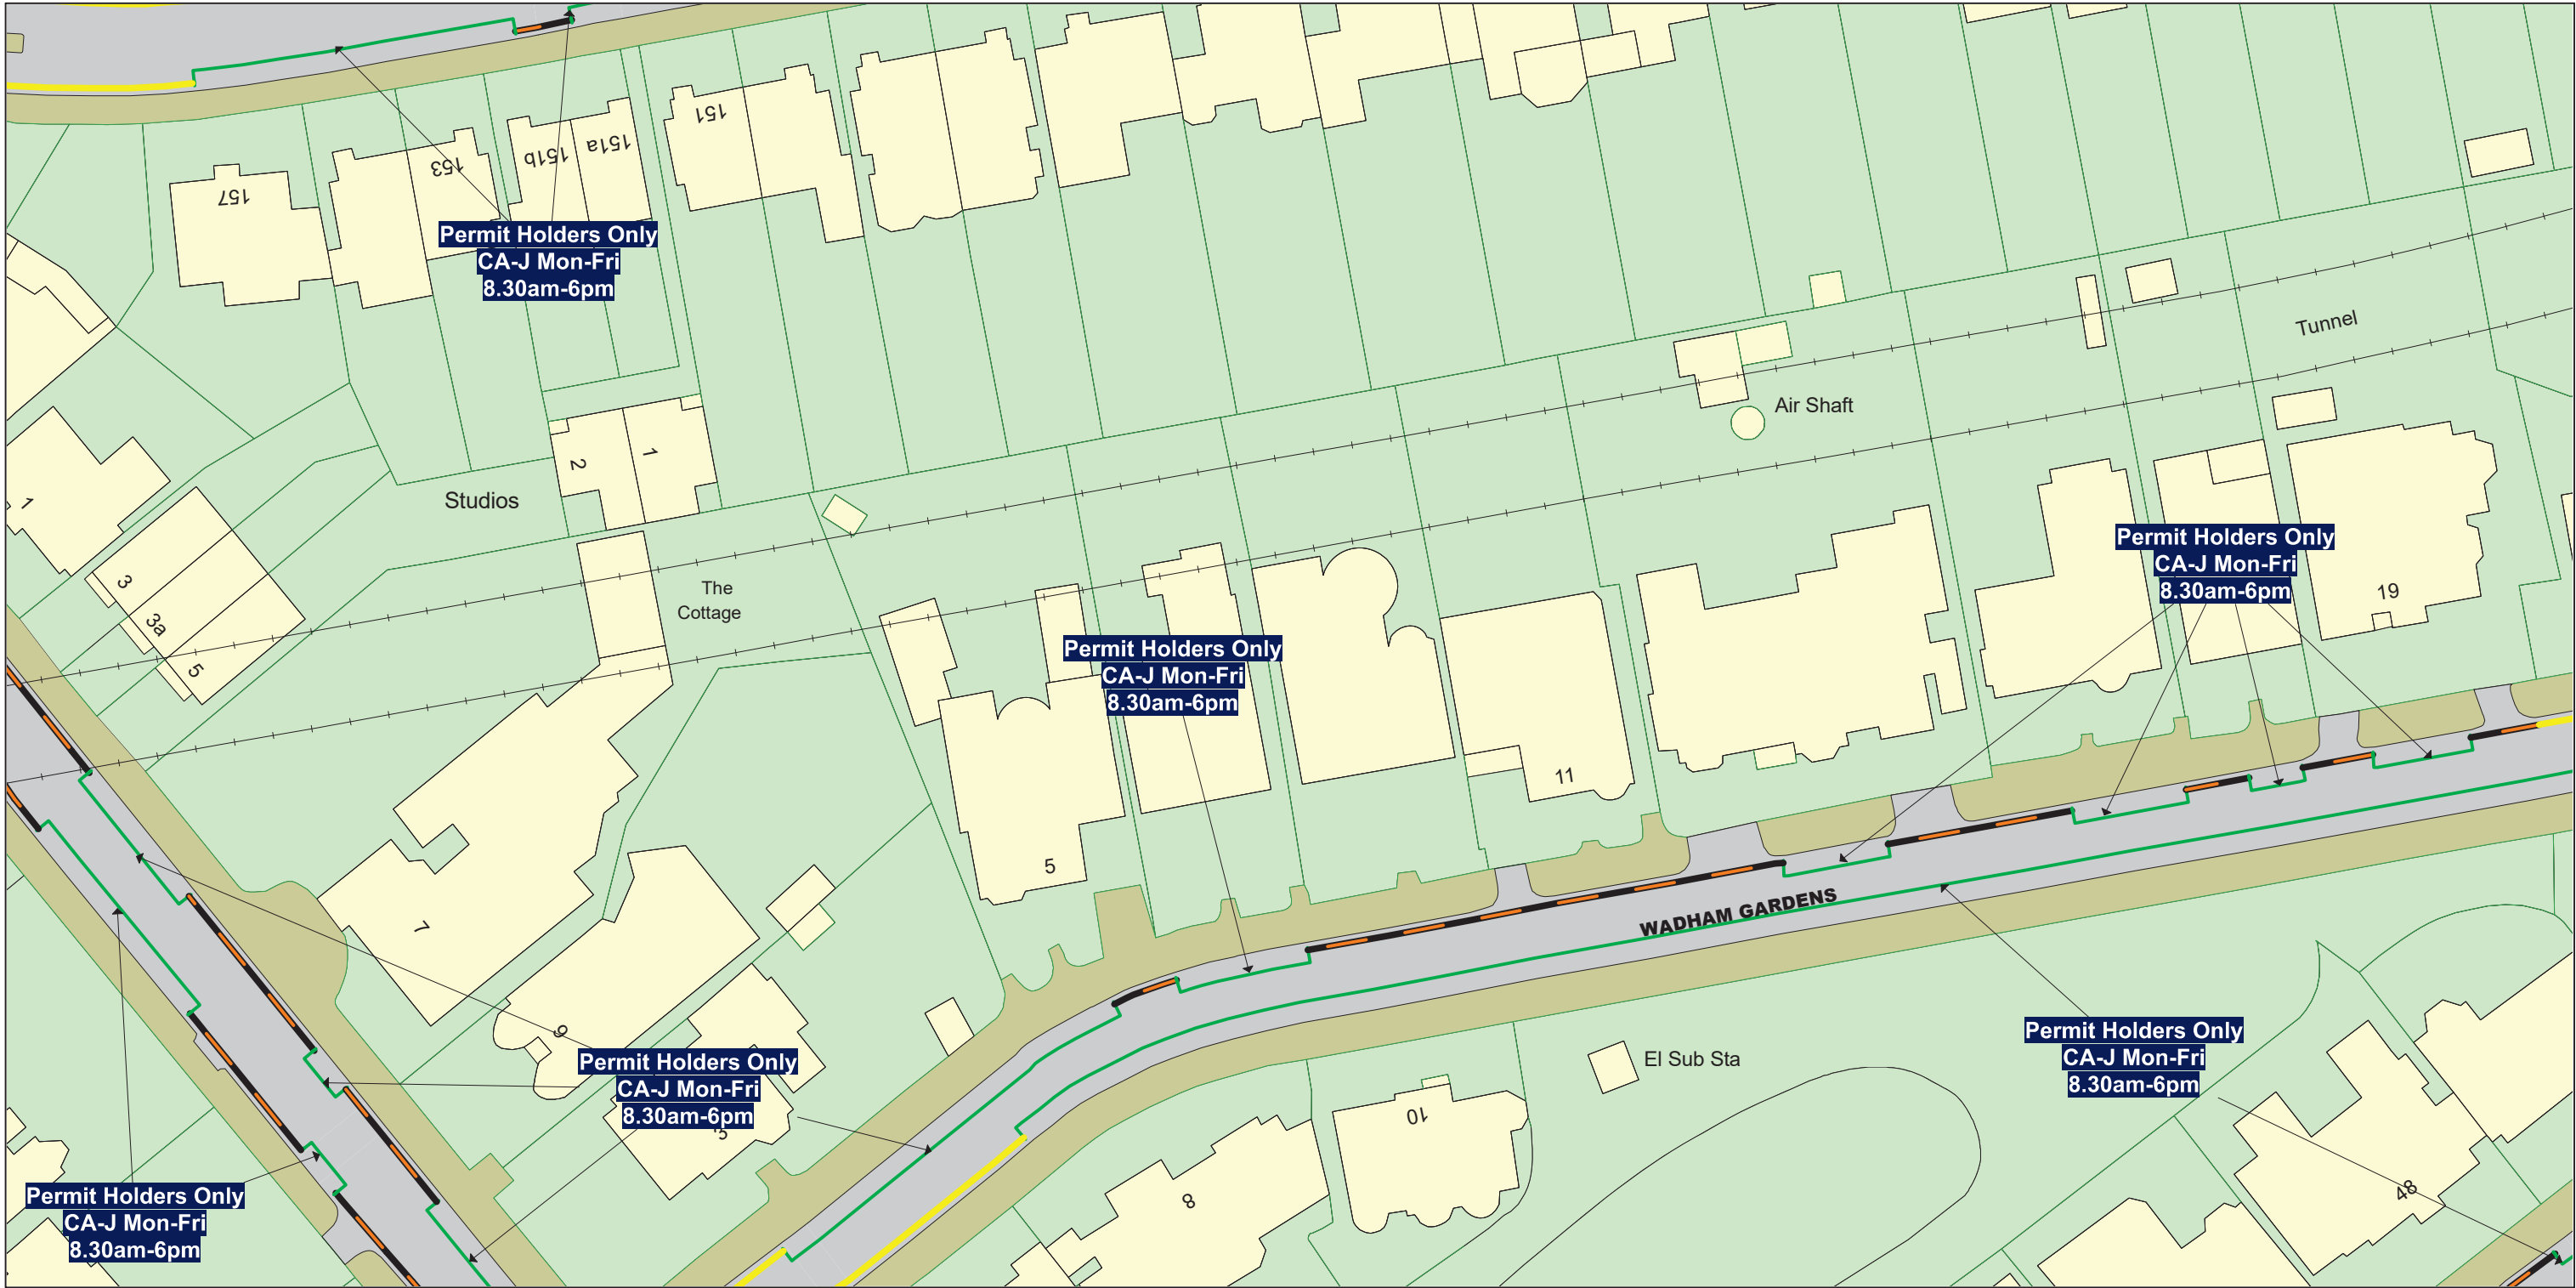 157
153
151b
151a
151
Permit Holders Only
CA-J Mon-Fri
8.30am-6pm
Tunnel
Air Shaft
2
1
Studios
1
3
3a
5
The
Cottage
Permit Holders Only
CA-J Mon-Fri
8.30am-6pm
19
Permit Holders Only
CA-J Mon-Fri
8.30am-6pm
11
5
7
WADHAM GARDENS
9
Permit Holders Only
CA-J Mon-Fri
8.30am-6pm
El Sub Sta
Permit Holders Only
CA-J Mon-Fri
8.30am-6pm
10
8
48
Permit Holders Only
CA-J Mon-Fri
8.30am-6pm